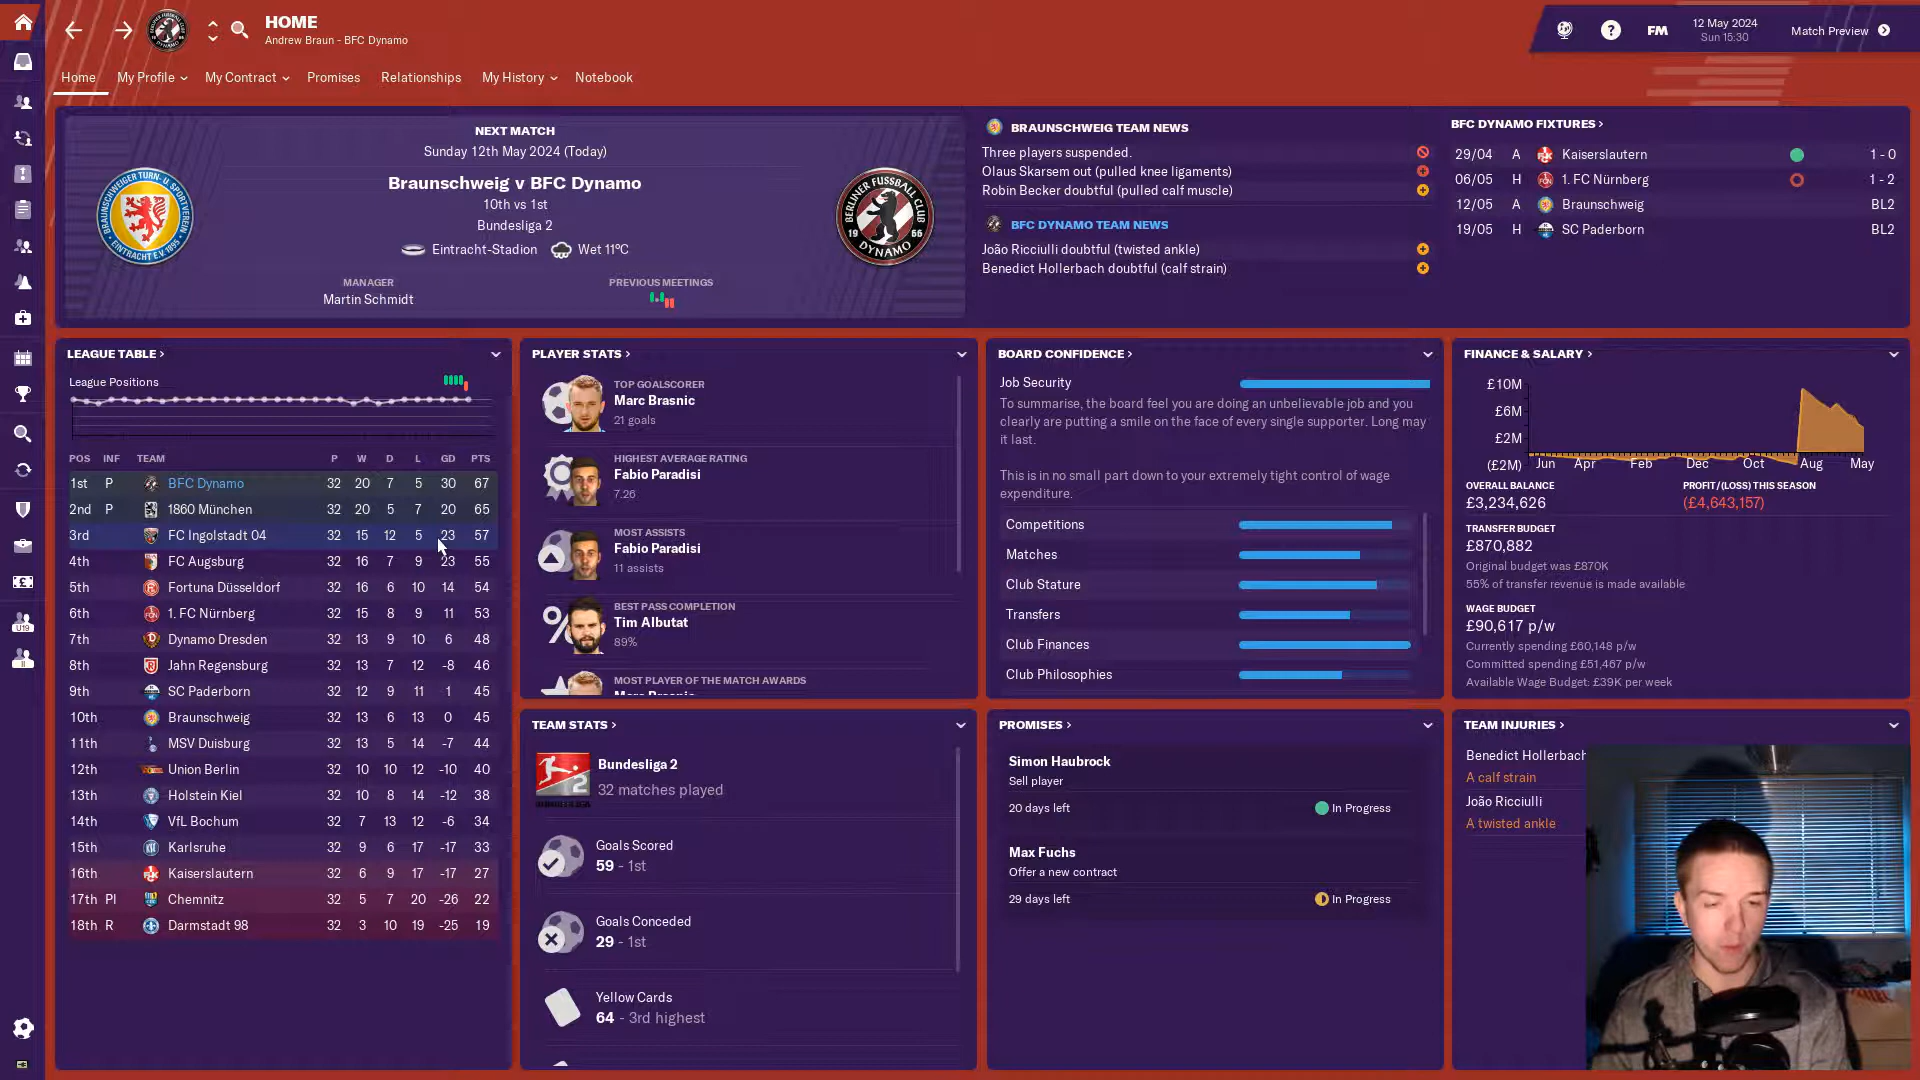 HOME
Andrew Braun - BFC Dynamo
FM
12 May 2024
Sun 15:30
Match Preview
Home
My Profile
My Contract
Promises
Relationships
My History
Notebook
NEXT MATCH
Sunday 12th May 2024 (Today)
Braunschweig v BFC Dynamo
10th vs 1st
Bundesliga 2
Eintracht-Stadion
Wet 11°C
MANAGER
Martin Schmidt
PREVIOUS MEETINGS
BRAUNSCHWEIG TEAM NEWS
Three players suspended.
Olaus Skarsem out (pulled knee ligaments)
Robin Becker doubtful (pulled calf muscle)
BFC DYNAMO TEAM NEWS
João Ricciulli doubtful (twisted ankle)
Benedict Hollerbach doubtful (calf strain)
BFC DYNAMO FIXTURES >
29/04 A Kaiserslautern 1 - 0
06/05 H 1. FC Nürnberg 1 - 2
12/05 A Braunschweig BL2
19/05 H SC Paderborn BL2
LEAGUE TABLE >
League Positions
POS INF TEAM P W D L GD PTS
1st P BFC Dynamo 32 20 7 5 30 67
2nd P 1860 München 32 20 5 7 20 65
3rd FC Ingolstadt 04 32 15 12 5 23 57
4th FC Augsburg 32 16 7 9 23 55
5th Fortuna Düsseldorf 32 16 6 10 14 54
6th 1. FC Nürnberg 32 15 8 9 11 53
7th Dynamo Dresden 32 13 9 10 6 48
8th Jahn Regensburg 32 13 7 12 -8 46
9th SC Paderborn 32 12 9 11 1 45
10th Braunschweig 32 13 6 13 0 45
11th MSV Duisburg 32 13 5 14 -7 44
12th Union Berlin 32 10 10 12 -10 40
13th Holstein Kiel 32 10 8 14 -12 38
14th VfL Bochum 32 7 13 12 -6 34
15th Karlsruhe 32 9 6 17 -17 33
16th Kaiserslautern 32 6 9 17 -17 27
17th Pl Chemnitz 32 5 7 20 -26 22
18th R Darmstadt 98 32 3 10 19 -25 19
PLAYER STATS >
TOP GOALSCORER
Marc Brasnic
21 goals
HIGHEST AVERAGE RATING
Fabio Paradisi
7.26
MOST ASSISTS
Fabio Paradisi
11 assists
BEST PASS COMPLETION
Tim Albutat
89%
MOST PLAYER OF THE MATCH AWARDS
TEAM STATS >
Bundesliga 2
32 matches played
Goals Scored
59 - 1st
Goals Conceded
29 - 1st
Yellow Cards
64 - 3rd highest
BOARD CONFIDENCE >
Job Security
To summarise, the board feel you are doing an unbelievable job and you
clearly are putting a smile on the face of every single supporter. Long may
it last.
This is in no small part down to your extremely tight control of wage
expenditure.
Competitions
Matches
Club Stature
Transfers
Club Finances
Club Philosophies
PROMISES >
Simon Haubrock
Sell player
20 days left
In Progress
Max Fuchs
Offer a new contract
29 days left
In Progress
FINANCE & SALARY >
£10M
£6M
£2M
(£2M)
Jun Apr Feb Dec Oct Aug May
OVERALL BALANCE
£3,234,626
PROFIT/(LOSS) THIS SEASON
(£4,643,157)
TRANSFER BUDGET
£870,882
Original budget was £870K
55% of transfer revenue is made available
WAGE BUDGET
£90,617 p/w
Currently spending £60,148 p/w
Committed spending £51,467 p/w
Available Wage Budget: £39K per week
TEAM INJURIES >
Benedict Hollerbach
A calf strain
João Ricciulli
A twisted ankle
U19
II